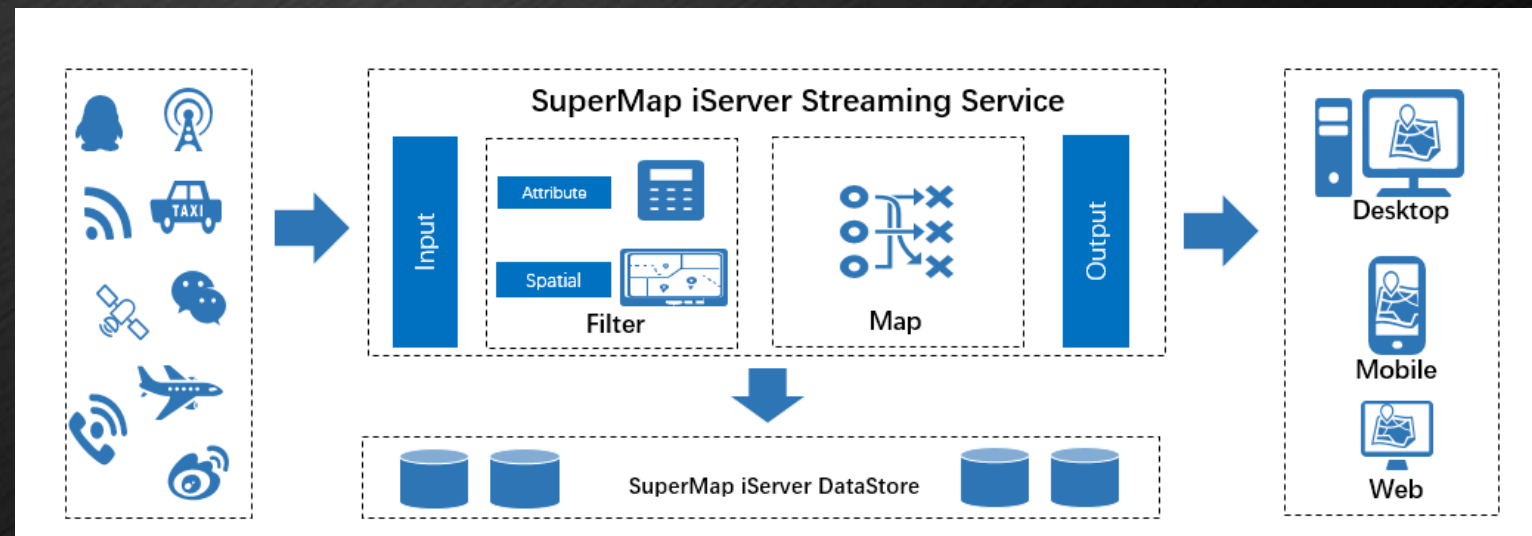 TAXI
SuperMap iServer Streaming Service
Input
Attribute
Spatial
Filter
Map
Output
SuperMap iServer DataStore
Desktop
Mobile
Web